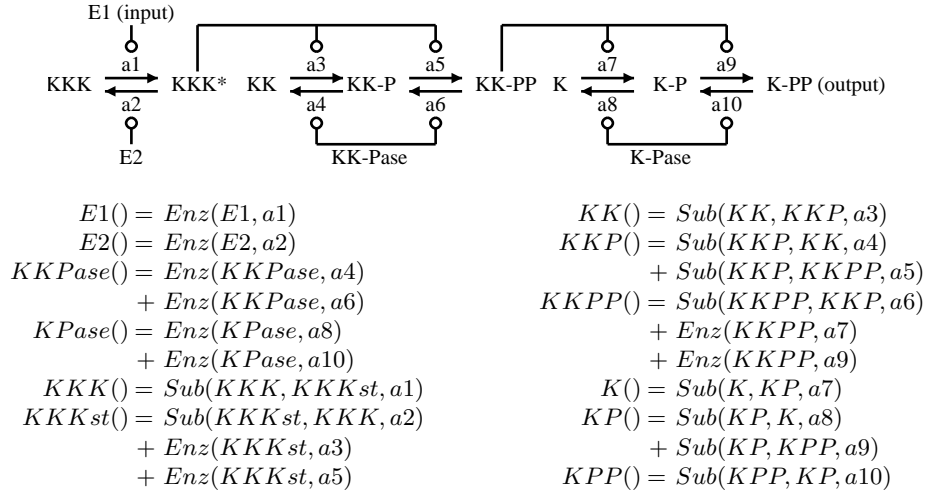 E1 (input)
a1 a3 a5 a7 a9
KKK KKK* KK KK-P KK-PP K K-P K-PP (output)
a2 a4 a6 a8 a10
E2 KK-Pase K-Pase
E1() = Enz(E1, a1)
E2() = Enz(E2, a2)
KKPase() = Enz(KKPase, a4)
+ Enz(KKPase, a6)
KPase() = Enz(KPase, a8)
+ Enz(KPase, a10)
KKK() = Sub(KKK, KKKst, a1)
KKKst() = Sub(KKKst, KKK, a2)
+ Enz(KKKst, a3)
+ Enz(KKKst, a5)
KK() = Sub(KK, KKP, a3)
KKP() = Sub(KKP, KK, a4)
+ Sub(KKP, KKPP, a5)
KKPP() = Sub(KKPP, KKP, a6)
+ Enz(KKPP, a7)
+ Enz(KKPP, a9)
K() = Sub(K, KP, a7)
KP() = Sub(KP, K, a8)
+ Sub(KP, KPP, a9)
KPP() = Sub(KPP, KP, a10)